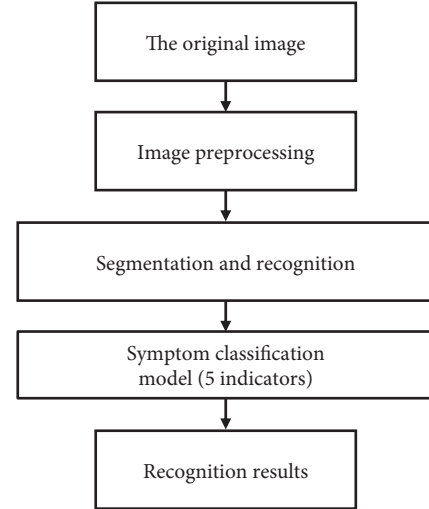 The original image
Image preprocessing
Segmentation and recognition
Symptom classification
model (5 indicators)
Recognition results